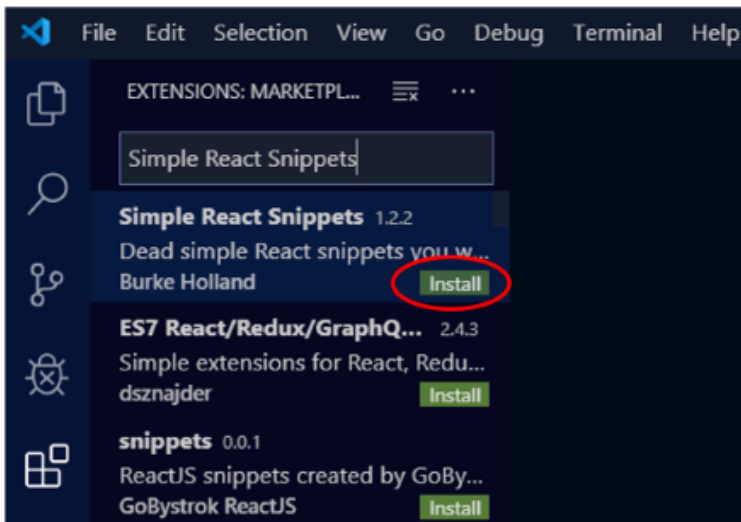 File Edit Selection View Go Debug Terminal Help
EXTENSIONS: MARKETPL...
Simple React Snippets
Simple React Snippets 1.2.2
Dead simple React snippets you w...
Burke Holland Install
ES7 React/Redux/GraphQ... 2.4.3
Simple extensions for React, Redu...
dsznajder Install
snippets 0.0.1
ReactJS snippets created by GoBy...
GoBystrok ReactJS Install